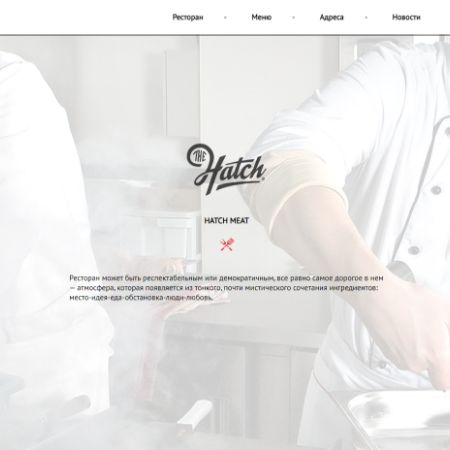 Ресторан • Меню • Адреса • Новости
THE Hatch
HATCH MEAT
Ресторан может быть респектабельным или демократичным, все равно самое дорогое в нем
— атмосфера, которая появляется из тонкого, почти мистического сочетания ингредиентов:
место-идея-еда-обстановка-люди-любовь.